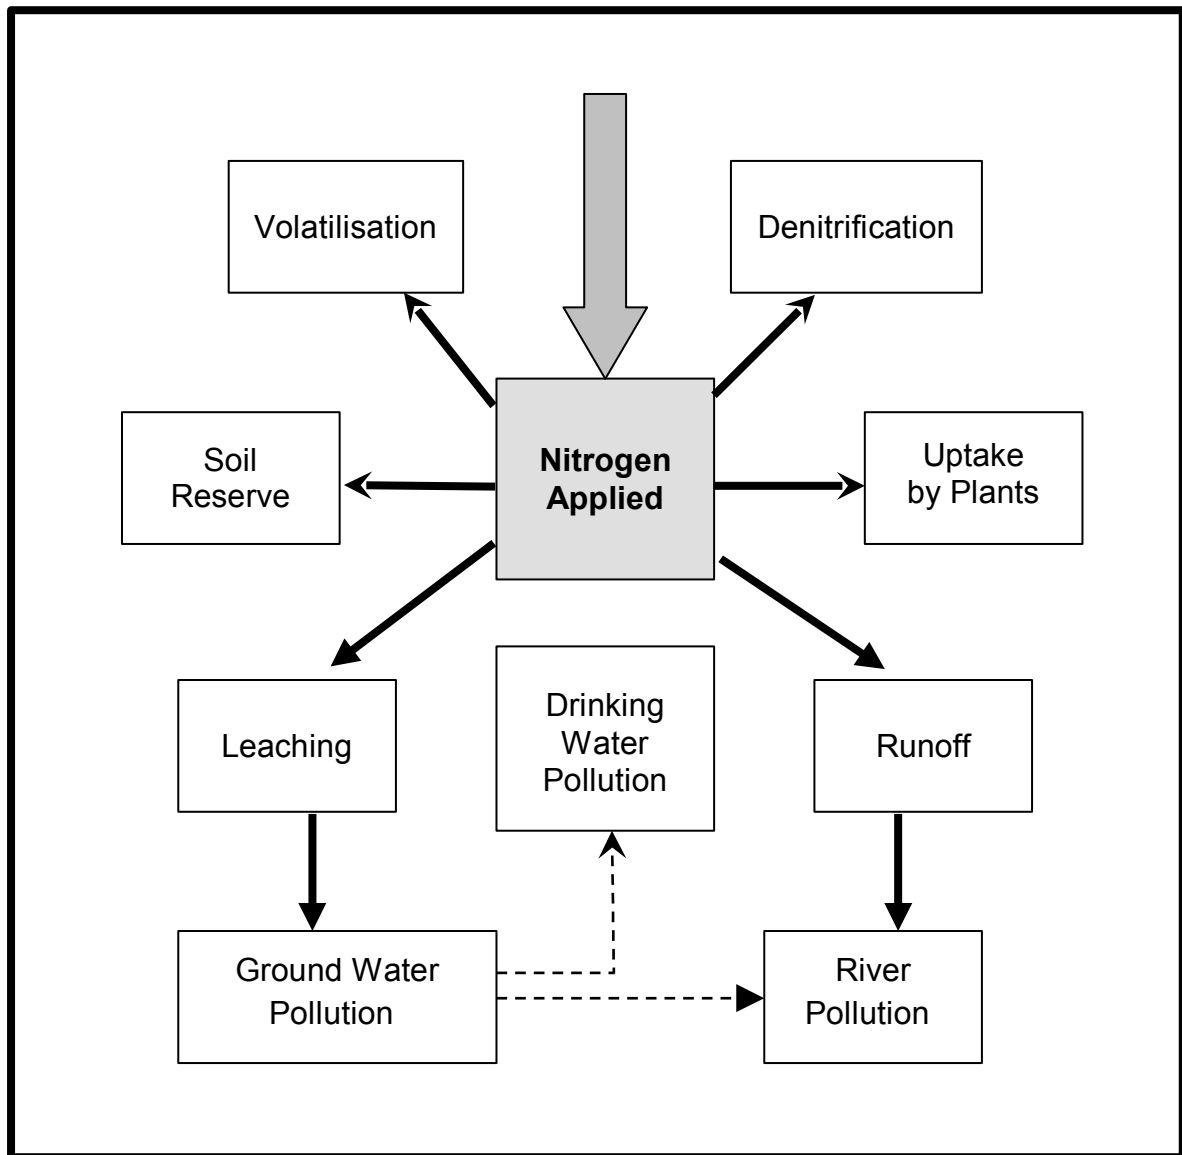 Volatilisation
Denitrification
Soil
Reserve
Nitrogen
Applied
Uptake
by Plants
Leaching
Drinking
Water
Pollution
Runoff
Ground Water
Pollution
River
Pollution